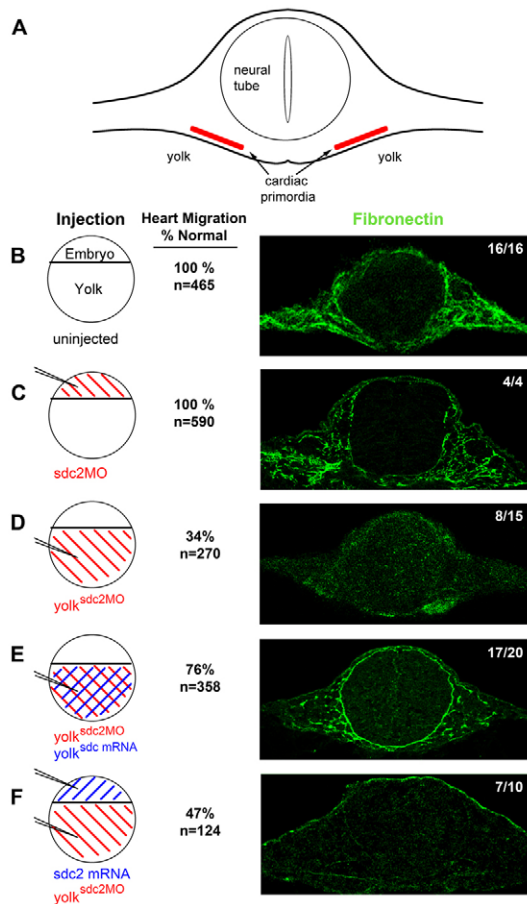 A
neural
tube
yolk
yolk
cardiac
primordia
Injection
Heart Migration
% Normal
Fibronectin
B
Embryo
Yolk
uninjected
100 %
n=465
16/16
C
sdc2MO
100 %
n=590
4/4
D
yolk^sdc2MO
34%
n=270
8/15
E
yolk^sdc2MO
yolk^sdc mRNA
76%
n=358
17/20
F
sdc2 mRNA
yolk^sdc2MO
47%
n=124
7/10